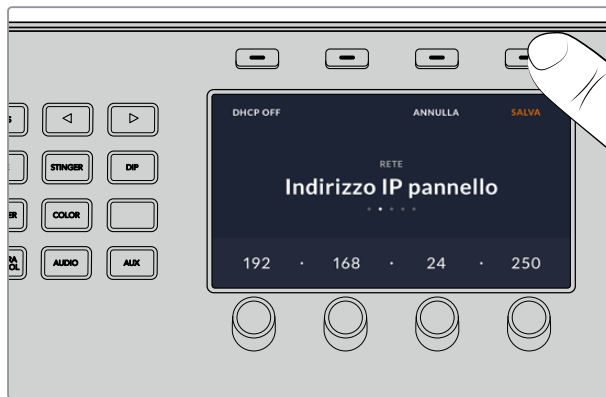 DHCP OFF ANNULLA SALVA
RETE
Indirizzo IP pannello
192 · 168 · 24 · 250
STINGER DIP
COLOR
AUDIO AUX